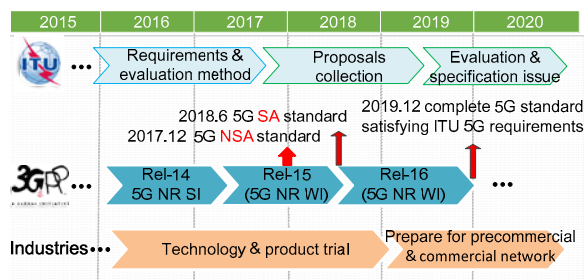 2015 2016 2017 2018 2019 2020
ITU
... Requirements & evaluation method
Proposals collection
Evaluation & specification issue
2018.6 5G SA standard
2017.12 5G NSA standard
2019.12 complete 5G standard
satisfying ITU 5G requirements
3GPP
A GLOBAL INITIATIVE
... Rel-14
5G NR SI
Rel-15
(5G NR WI)
Rel-16
(5G NR WI)
...
Industries...
Technology & product trial
Prepare for precommercial
& commercial network